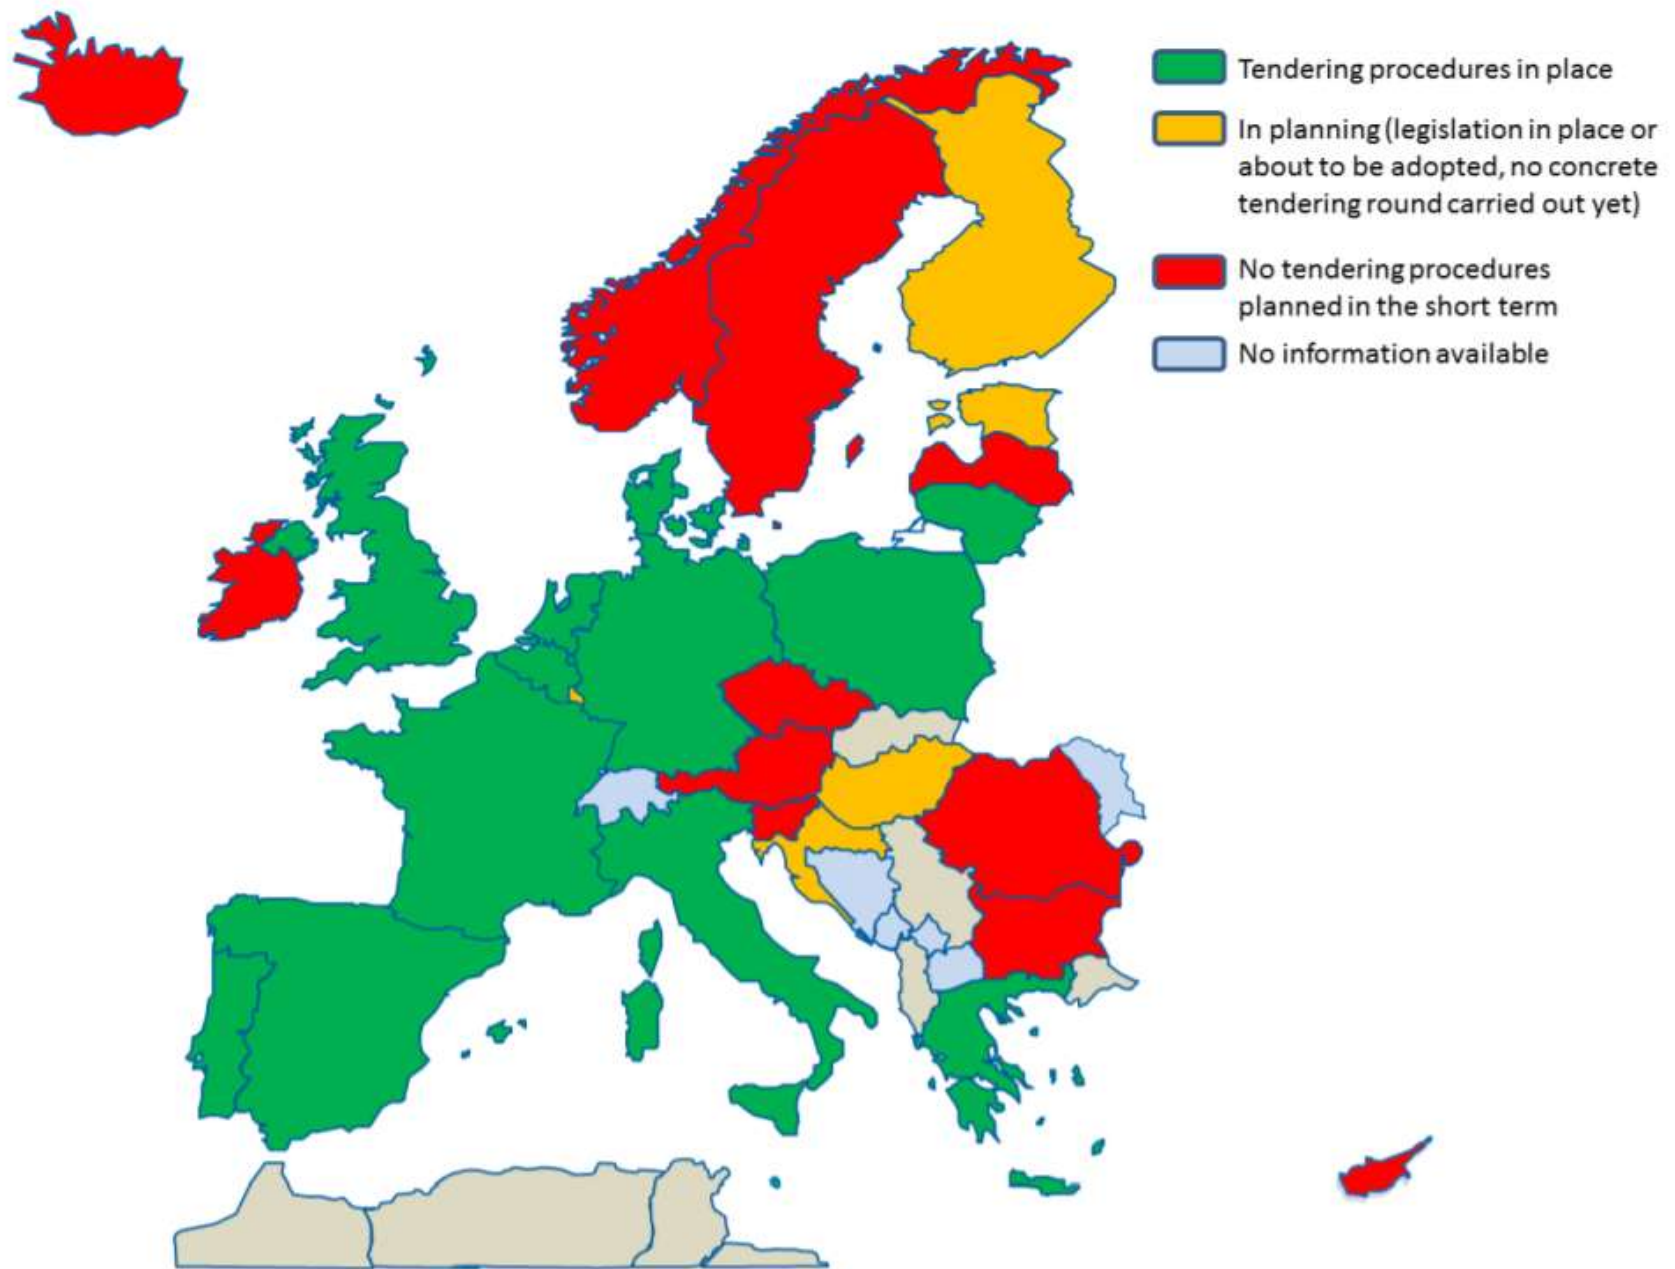 Tendering procedures in place
In planning (legislation in place or
about to be adopted, no concrete
tendering round carried out yet)
No tendering procedures
planned in the short term
No information available